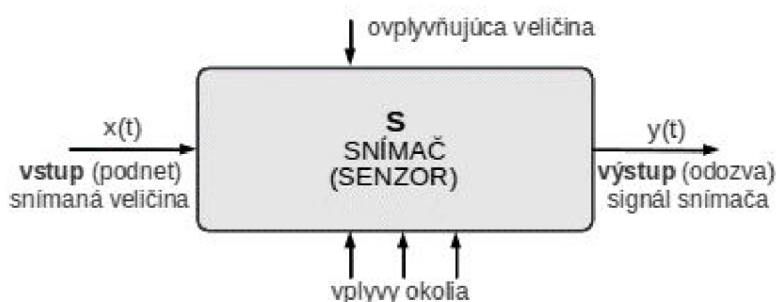 ovplyvňujúca veličina
x(t)
vstup (podnet)
snímaná veličina
S
SNÍMAČ
(SENZOR)
y(t)
výstup (odozva)
signál snímača
vplyvy okolia